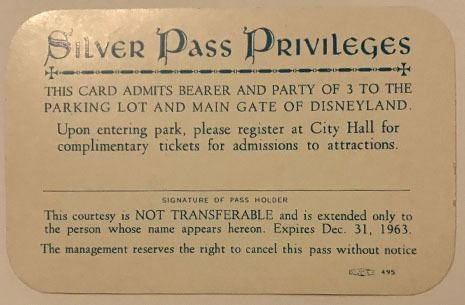 Silver Pass Privileges
THIS CARD ADMITS BEARER AND PARTY OF 3 TO THE
PARKING LOT AND MAIN GATE OF DISNEYLAND.
Upon entering park, please register at City Hall for
complimentary tickets for admissions to attractions.
SIGNATURE OF PASS HOLDER
This courtesy is NOT TRANSFERABLE and is extended only to
the person whose name appears hereon. Expires Dec. 31, 1963.
The management reserves the right to cancel this pass without notice
495